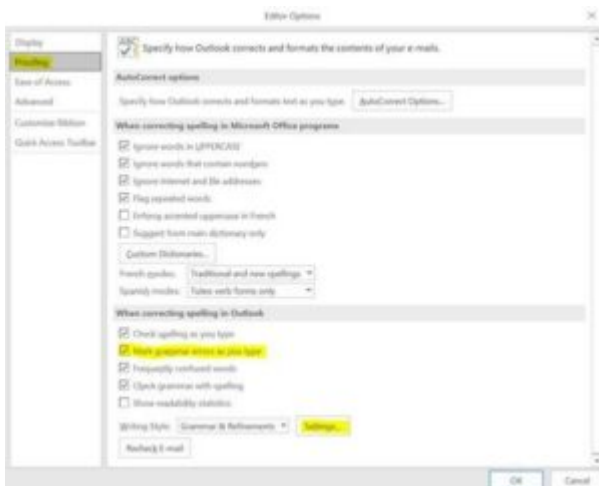 Editor Options
Display
Proofing
Ease of Access
Advanced
Customize Ribbon
Quick Access Toolbar
ABC
Specify how Outlook corrects and formats the contents of your e-mails.
AutoCorrect options
Specify how Outlook corrects and formats text as you type: AutoCorrect Options...
When correcting spelling in Microsoft Office programs
Ignore words in UPPERCASE
Ignore words that contain numbers
Ignore Internet and file addresses
Flag repeated words
Enforce accented uppercase in French
Suggest from main dictionary only
Custom Dictionaries...
French modes: Traditional and new spellings
Spanish modes: Tuteo verb forms only
When correcting spelling in Outlook
Check spelling as you type
Mark grammar errors as you type
Frequently confused words
Check grammar with spelling
Show readability statistics
Writing Style: Grammar & Refinements Settings...
Recheck E-mail
OK Cancel